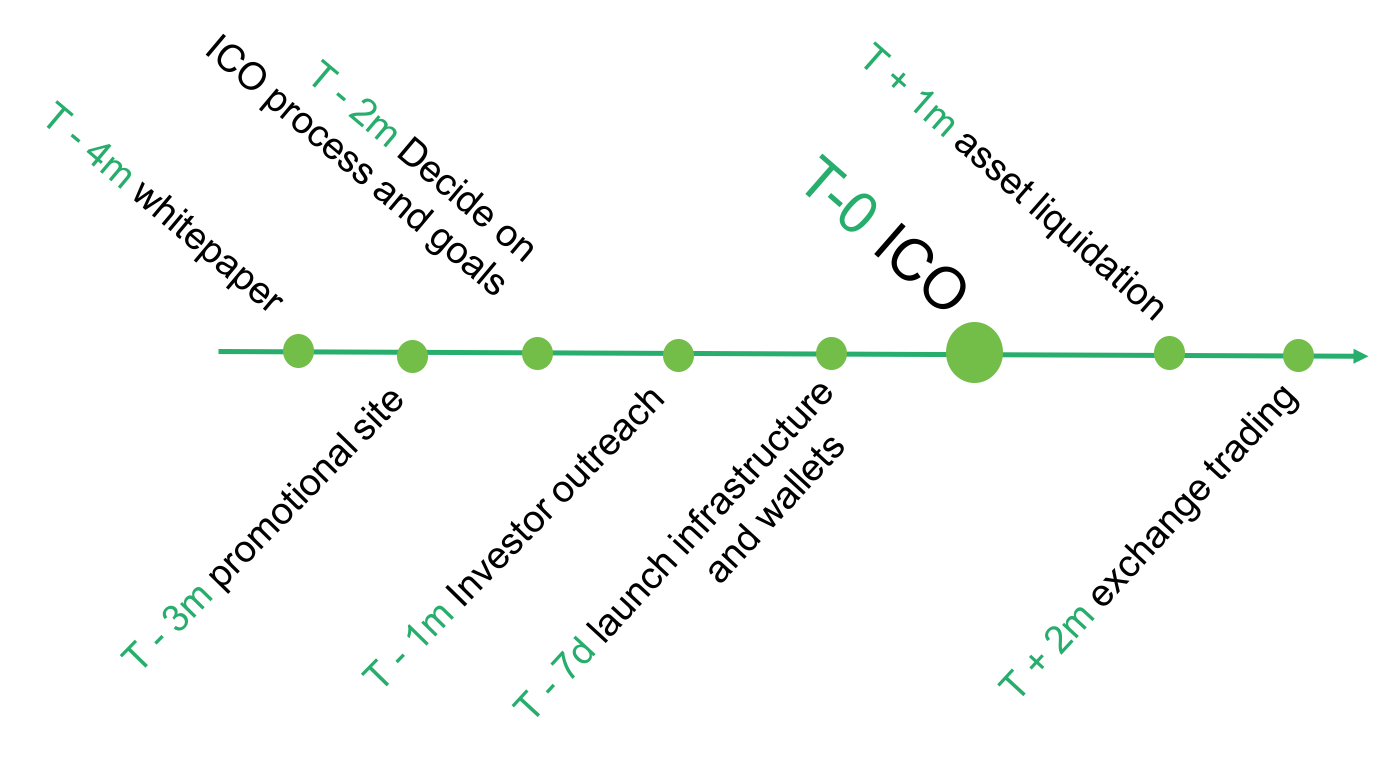 T - 4m whitepaper
T - 3m promotional site
T - 2m Decide on
ICO process and goals
T - 1m Investor outreach
T - 7d launch infrastructure
and wallets
T-0 ICO
T + 1m asset liquidation
T + 2m exchange trading